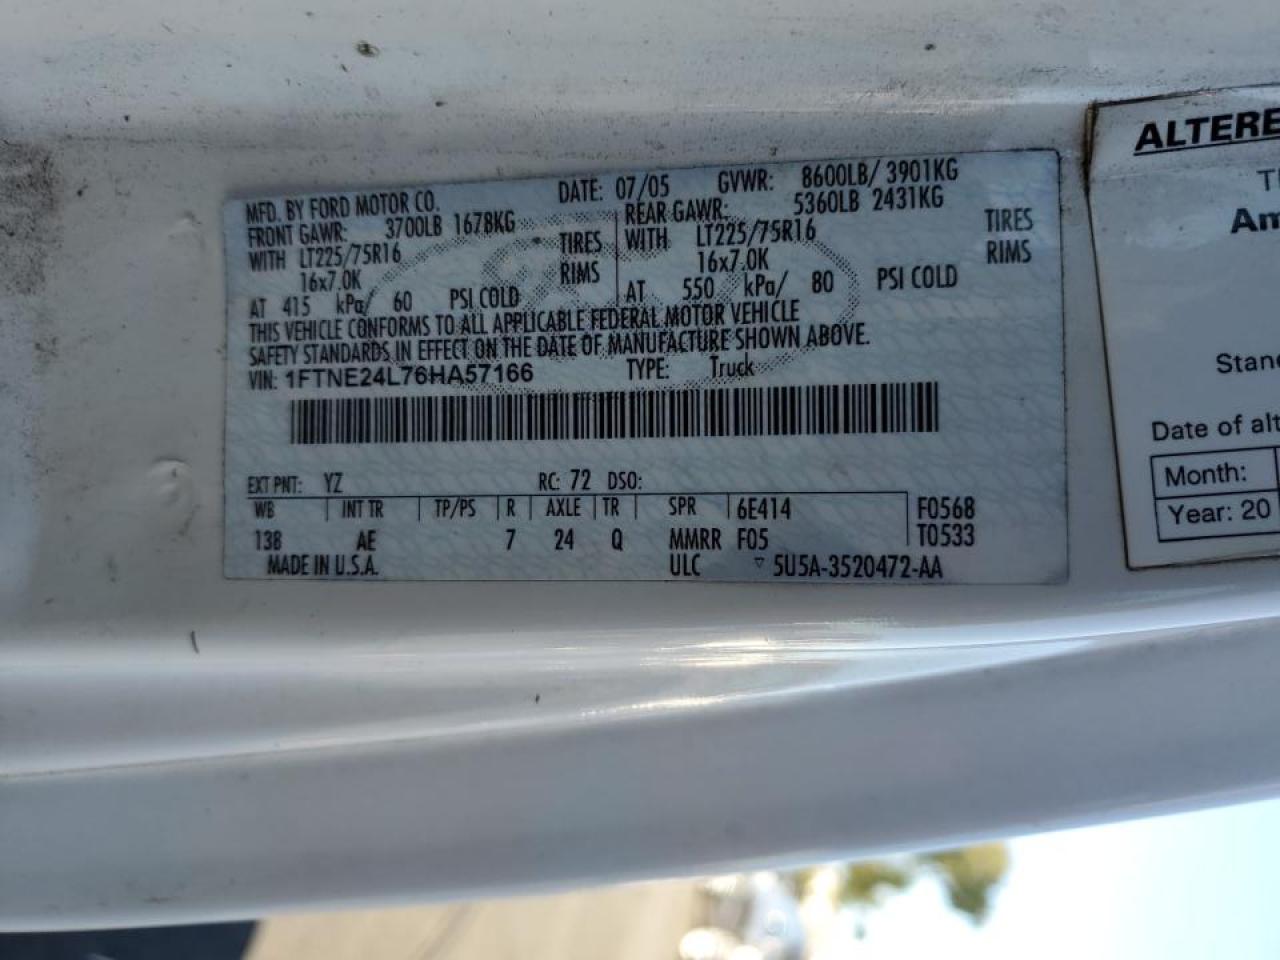 MFD. BY FORD MOTOR CO. DATE: 07/05 GVWR: 8600LB/ 3901KG
FRONT GAWR: 3700LB 1678KG REAR GAWR: 5360LB 2431KG
WITH LT225/75R16 TIRES WITH LT225/75R16 TIRES
16x7.0K RIMS 16x7.0K RIMS
AT 415 kPa/ 60 PSI COLD AT 550 kPa/ 80 PSI COLD
THIS VEHICLE CONFORMS TO ALL APPLICABLE FEDERAL MOTOR VEHICLE
SAFETY STANDARDS IN EFFECT ON THE DATE OF MANUFACTURE SHOWN ABOVE.
VIN: 1FTNE24L76HA57166 TYPE: Truck
EXT PNT: YZ RC: 72 DSO:
WB INT TR TP/PS R AXLE TR SPR 6E414 F0568
138 AE 7 24 Q MMRR F05 T0533
MADE IN U.S.A. ULC ▽ 5U5A-3520472-AA
ALTERE
T
Am
Stan
Date of alt
Month:
Year: 20